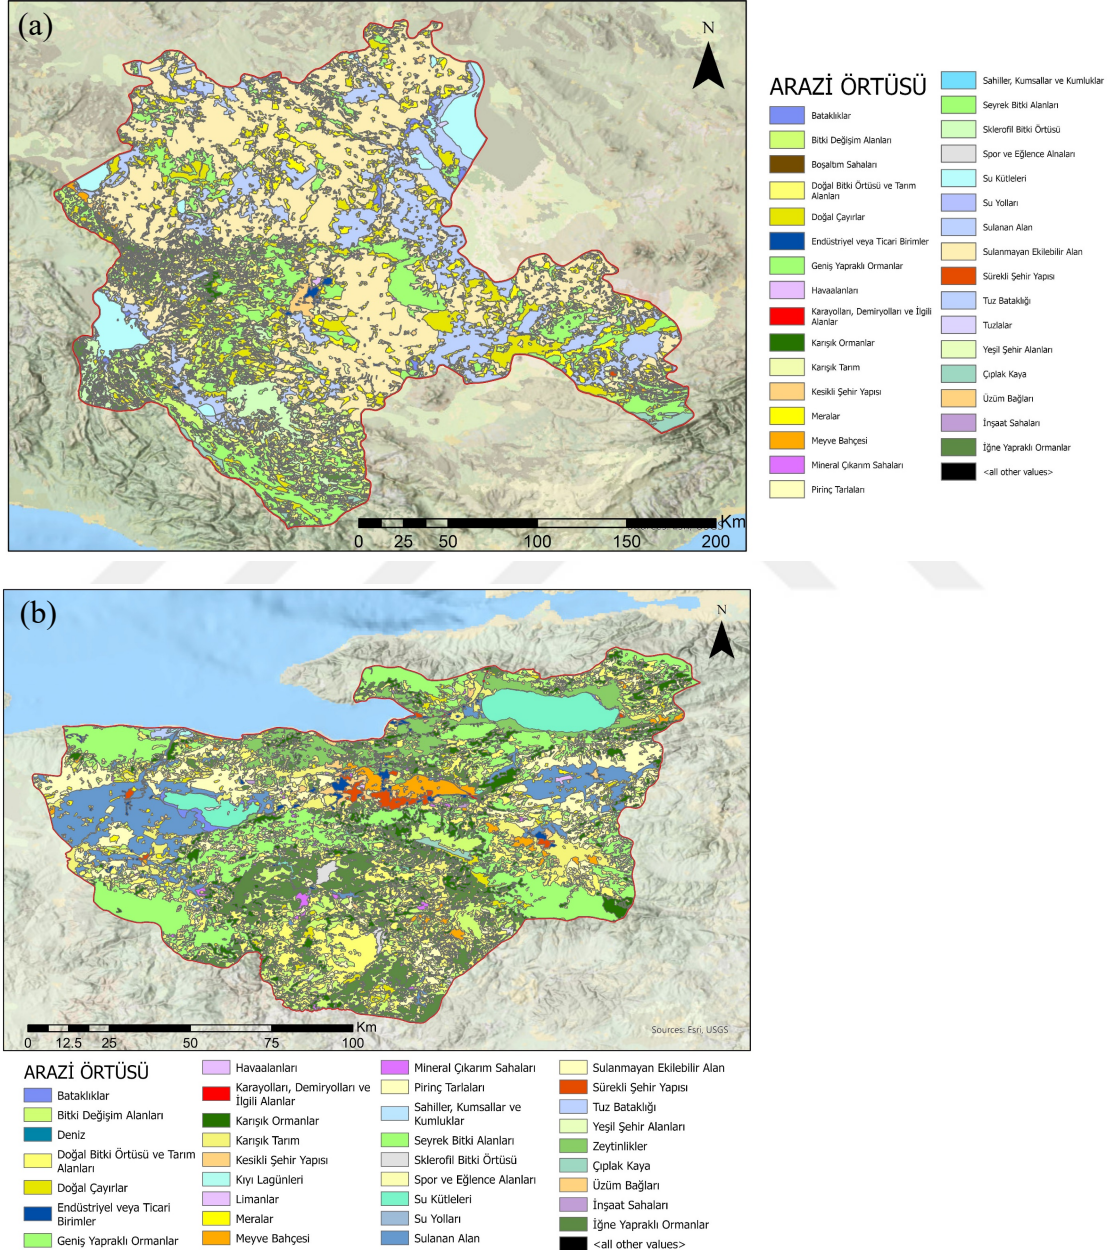 (a)
N
Sources: Esri, USGS
Km
0 25 50 100 150 200
ARAZİ ÖRTÜSÜ
Bataklıklar
Bitki Değişim Alanları
Boşaltım Sahaları
Doğal Bitki Örtüsü ve Tarım
Alanları
Doğal Çayırlar
Endüstriyel veya Ticari Birimler
Geniş Yapraklı Ormanlar
Havaalanları
Karayolları, Demiryolları ve İlgili
Alanlar
Karışık Ormanlar
Karışık Tarım
Kesikli Şehir Yapısı
Meralar
Meyve Bahçesi
Mineral Çıkarım Sahaları
Pirinç Tarlaları
Sahiller, Kumsallar ve Kumluklar
Seyrek Bitki Alanları
Sklerofil Bitki Örtüsü
Spor ve Eğlence Alnaları
Su Kütleleri
Su Yolları
Sulanan Alan
Sulanmayan Ekilebilir Alan
Sürekli Şehir Yapısı
Tuz Bataklığı
Tuzlalar
Yeşil Şehir Alanları
Çıplak Kaya
Üzüm Bağları
İnşaat Sahaları
İğne Yapraklı Ormanlar
<all other values>
(b)
N
Sources: Esri, USGS
Km
0 12.5 25 50 75 100
ARAZİ ÖRTÜSÜ
Bataklıklar
Bitki Değişim Alanları
Deniz
Doğal Bitki Örtüsü ve Tarım
Alanları
Doğal Çayırlar
Endüstriyel veya Ticari
Birimler
Geniş Yapraklı Ormanlar
Havaalanları
Karayolları, Demiryolları ve
İlgili Alanlar
Karışık Ormanlar
Karışık Tarım
Kesikli Şehir Yapısı
Kıyı Lagünleri
Limanlar
Meralar
Meyve Bahçesi
Mineral Çıkarım Sahaları
Pirinç Tarlaları
Sahiller, Kumsallar ve
Kumluklar
Seyrek Bitki Alanları
Sklerofil Bitki Örtüsü
Spor ve Eğlence Alanları
Su Kütleleri
Su Yolları
Sulanan Alan
Sulanmayan Ekilebilir Alan
Sürekli Şehir Yapısı
Tuz Bataklığı
Yeşil Şehir Alanları
Zeytinlikler
Çıplak Kaya
Üzüm Bağları
İnşaat Sahaları
İğne Yapraklı Ormanlar
<all other values>